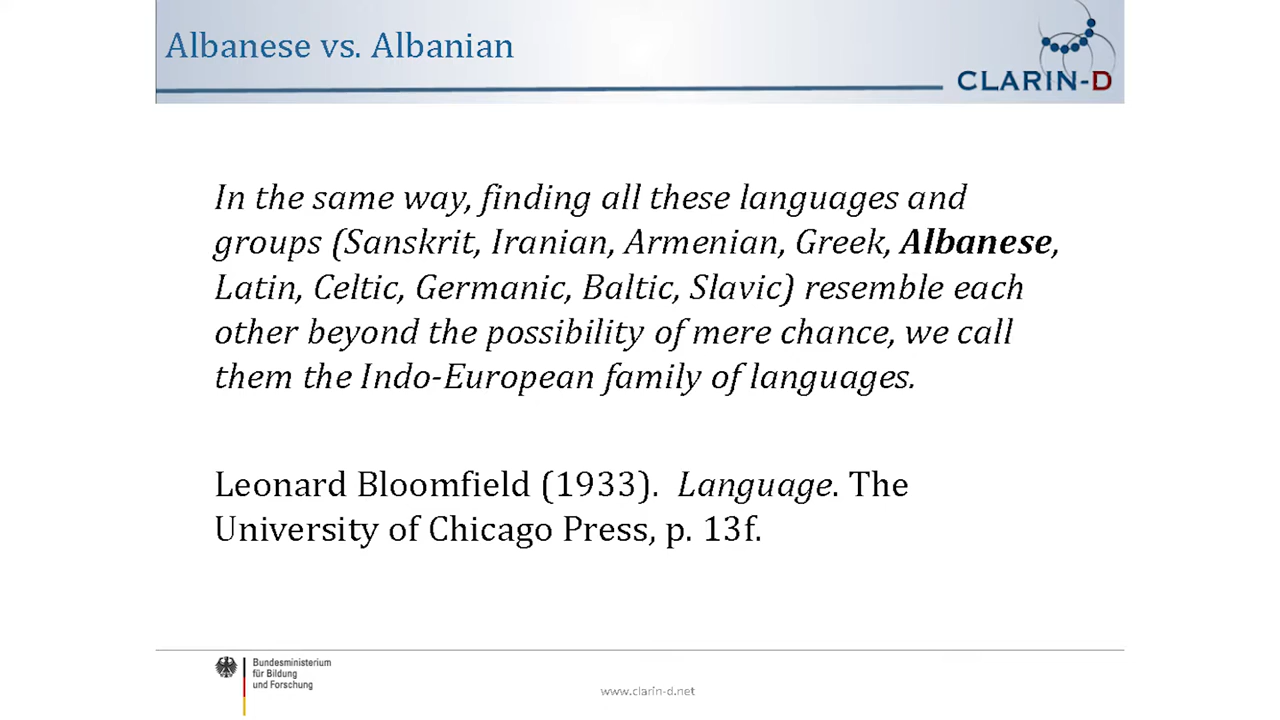 Albanese vs. Albanian
CLARIN-D
In the same way, finding all these languages and
groups (Sanskrit, Iranian, Armenian, Greek, Albanese,
Latin, Celtic, Germanic, Baltic, Slavic) resemble each
other beyond the possibility of mere chance, we call
them the Indo-European family of languages.
Leonard Bloomfield (1933). Language. The
University of Chicago Press, p. 13f.
Bundesministerium
für Bildung
und Forschung
www.clarin-d.net